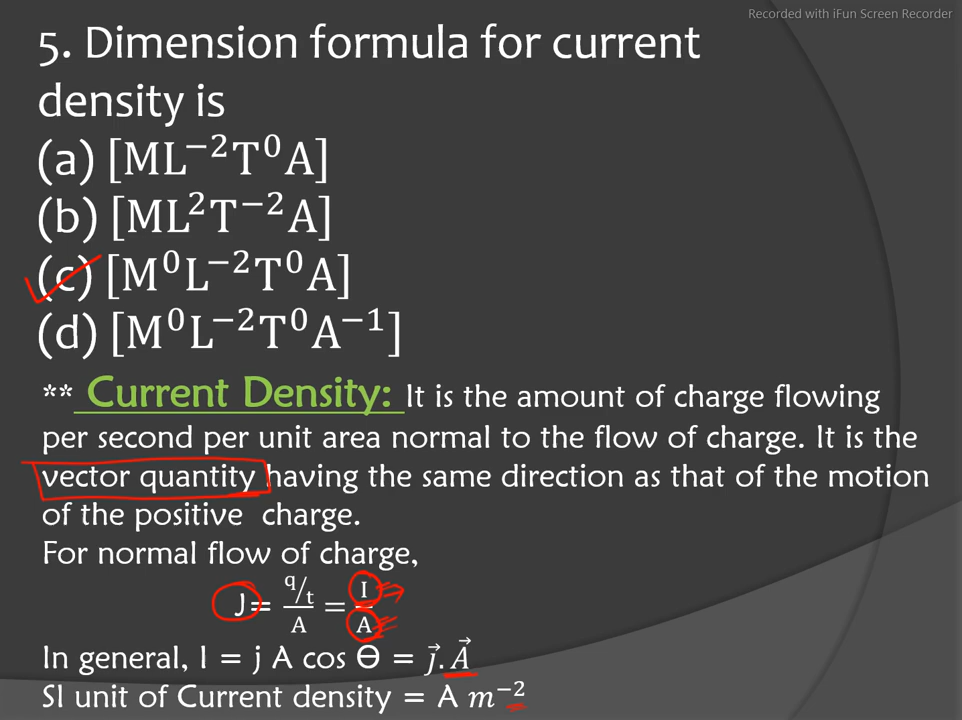 Recorded with iFun Screen Recorder
5. Dimension formula for current
density is
(a) [ML⁻²T⁰A]
(b) [ML²T⁻²A]
(c) [M⁰L⁻²T⁰A]
(d) [M⁰L⁻²T⁰A⁻¹]
** Current Density: It is the amount of charge flowing
per second per unit area normal to the flow of charge. It is the
vector quantity having the same direction as that of the motion
of the positive charge.
For normal flow of charge,
J = (q/t)/A = I/A
In general, I = j A cos Ɵ = j⃗. A⃗
SI unit of Current density = A m⁻²